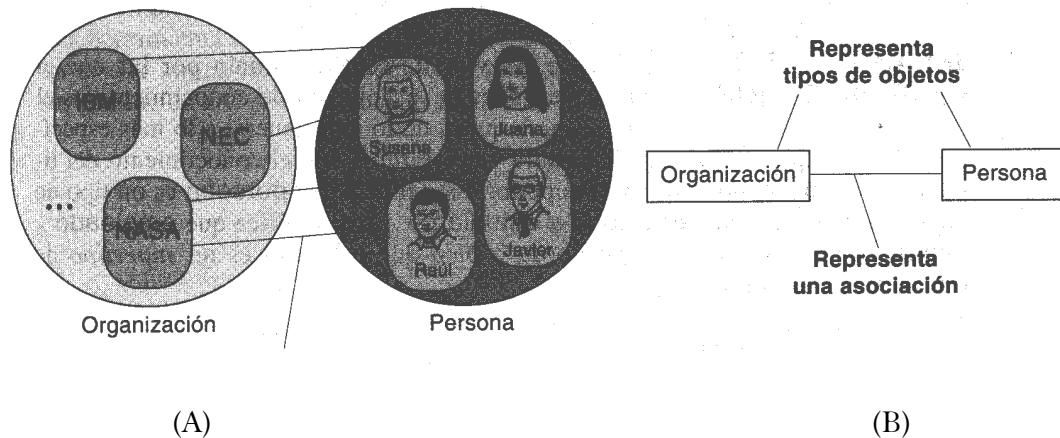 IBM
NEC
...
NASA
Organización
Susana
Juana
Raúl
Javier
Persona
(A)
Representa
tipos de objetos
Organización
Persona
Representa
una asociación
(B)